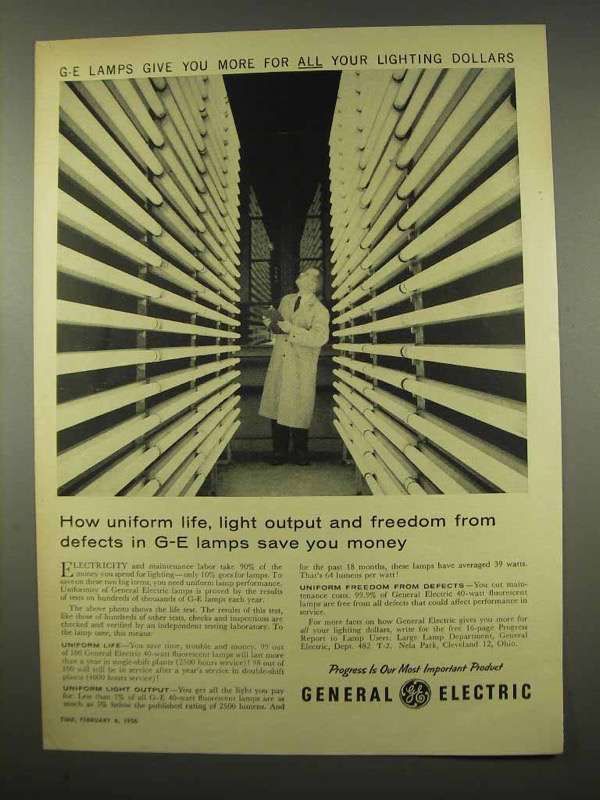 G-E LAMPS GIVE YOU MORE FOR ALL YOUR LIGHTING DOLLARS
How uniform life, light output and freedom from
defects in G-E lamps save you money
ELECTRICITY and maintenance labor take 90% of the
money you spend for lighting—only 10% goes for lamps. To
save on these two big items, you need uniform lamp performance.
Uniformity of General Electric lamps is proved by the results
of tests on hundreds of thousands of G-E lamps each year.
The above photo shows the life test. The results of this test,
like those of hundreds of other tests, checks and inspections are
checked and verified by an independent testing laboratory. To
the lamp user, this means:
UNIFORM LIFE—You save time, trouble and money. 99 out
of 100 General Electric 40-watt fluorescent lamps will last more
than a year in single-shift plants (2500 hours service)! 98 out of
100 will still be in service after a year's service in double-shift
plants (4000 hours service)!
UNIFORM LIGHT OUTPUT—You get all the light you pay
for. Less than 1% of all G-E 40-watt fluorescent lamps are as
much as 5% below the published rating of 2500 lumens. And
for the past 18 months, these lamps have averaged 39 watts.
That's 64 lumens per watt!
UNIFORM FREEDOM FROM DEFECTS—You cut main-
tenance costs. 99.9% of General Electric 40-watt fluorescent
lamps are free from all defects that could affect performance in
service.
For more facts on how General Electric gives you more for
all your lighting dollars, write for the free 16-page Progress
Report to Lamp Users. Large Lamp Department, General
Electric, Dept. 482 T-2, Nela Park, Cleveland 12, Ohio.
Progress Is Our Most Important Product
GENERAL GE ELECTRIC
TIME, FEBRUARY 6, 1956